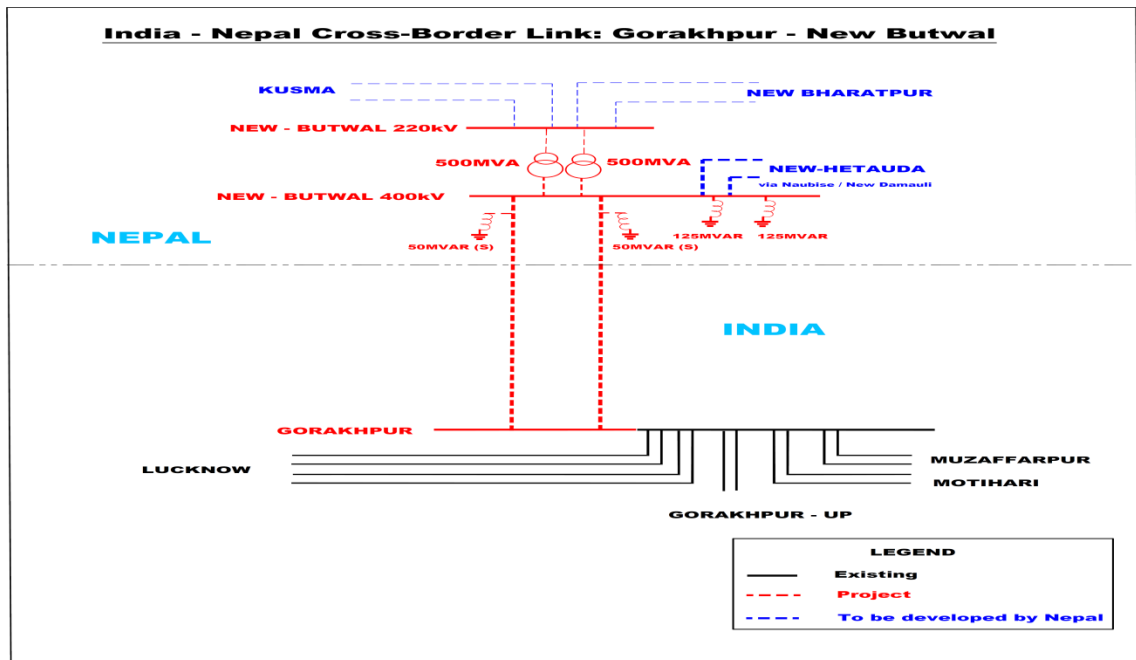 India - Nepal Cross-Border Link: Gorakhpur - New Butwal
KUSMA
NEW BHARATPUR
NEW - BUTWAL 220kV
500MVA
500MVA
NEW-HETAUDA
via Naubise / New Damauli
NEW - BUTWAL 400kV
50MVAR (S)
50MVAR (S)
125MVAR
125MVAR
NEPAL
INDIA
GORAKHPUR
LUCKNOW
MUZAFFARPUR
MOTIHARI
GORAKHPUR - UP
LEGEND
Existing
Project
To be developed by Nepal